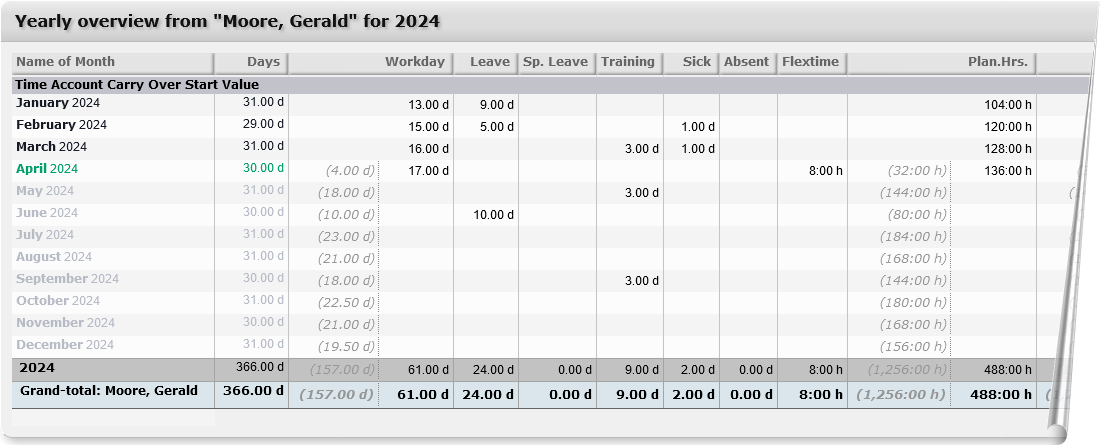 Yearly overview from "Moore, Gerald" for 2024
Name of Month Days Workday Leave Sp. Leave Training Sick Absent Flextime Plan.Hrs.
Time Account Carry Over Start Value
January 2024 31.00 d 13.00 d 9.00 d 104:00 h
February 2024 29.00 d 15.00 d 5.00 d 1.00 d 120:00 h
March 2024 31.00 d 16.00 d 3.00 d 1.00 d 128:00 h
April 2024 30.00 d (4.00 d) 17.00 d 8:00 h (32:00 h) 136:00 h
May 2024 31.00 d (18.00 d) 3.00 d (144:00 h) (
June 2024 30.00 d (10.00 d) 10.00 d (80:00 h)
July 2024 31.00 d (23.00 d) (184:00 h)
August 2024 31.00 d (21.00 d) (168:00 h)
September 2024 30.00 d (18.00 d) 3.00 d (144:00 h)
October 2024 31.00 d (22.50 d) (180:00 h)
November 2024 30.00 d (21.00 d) (168:00 h)
December 2024 31.00 d (19.50 d) (156:00 h)
2024 366.00 d (157.00 d) 61.00 d 24.00 d 0.00 d 9.00 d 2.00 d 0.00 d 8:00 h (1,256:00 h) 488:00 h
Grand-total: Moore, Gerald 366.00 d (157.00 d) 61.00 d 24.00 d 0.00 d 9.00 d 2.00 d 0.00 d 8:00 h (1,256:00 h) 488:00 h